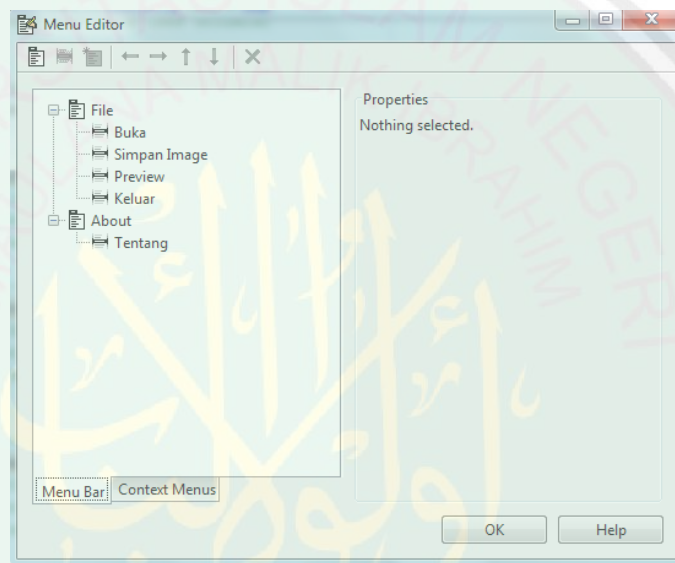 Menu Editor
File
Buka
Simpan Image
Preview
Keluar
About
Tentang
Properties
Nothing selected.
Menu Bar
Context Menus
OK
Help